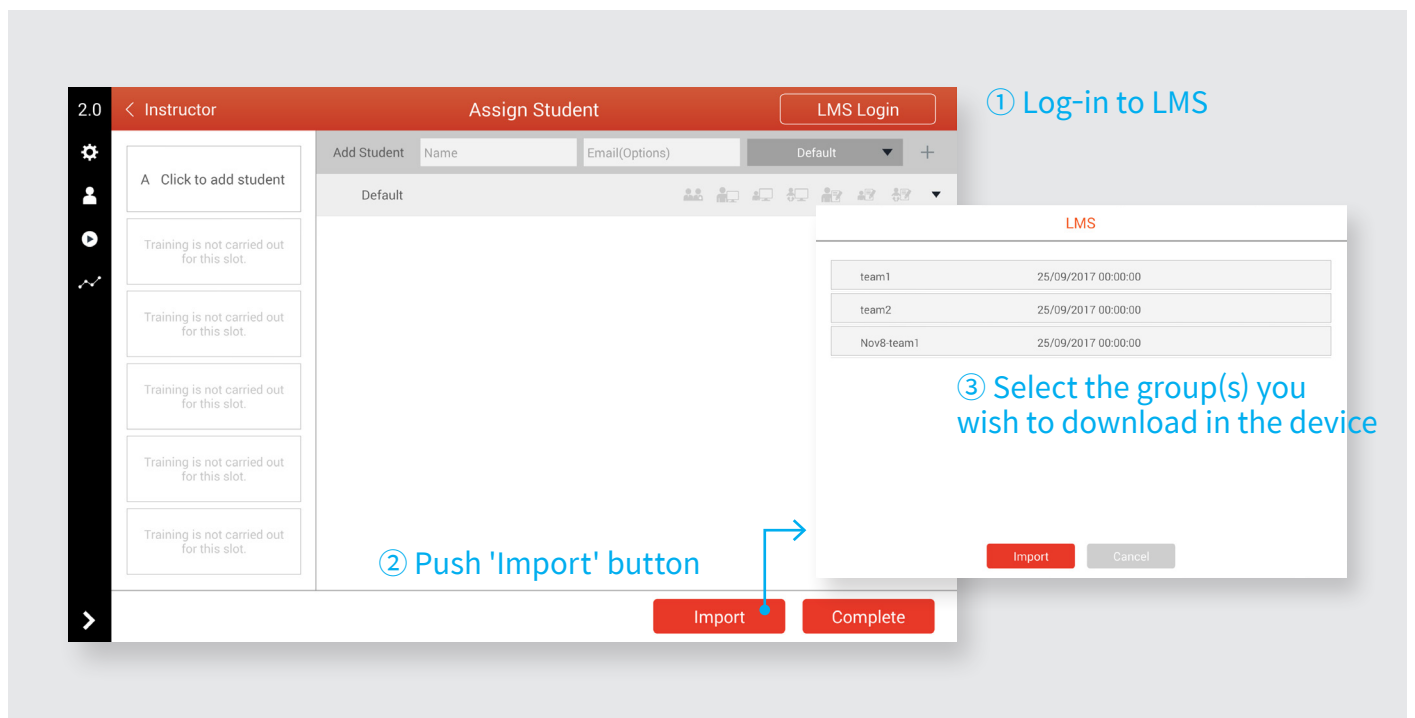 2.0
Instructor
Assign Student
LMS Login
① Log-in to LMS
Add Student
Name
Email(Options)
Default
A Click to add student
Default
Training is not carried out
for this slot.
Training is not carried out
for this slot.
Training is not carried out
for this slot.
Training is not carried out
for this slot.
Training is not carried out
for this slot.
LMS
team1 25/09/2017 00:00:00
team2 25/09/2017 00:00:00
Nov8-team1 25/09/2017 00:00:00
③ Select the group(s) you
wish to download in the device
② Push 'Import' button
Import
Cancel
Import
Complete